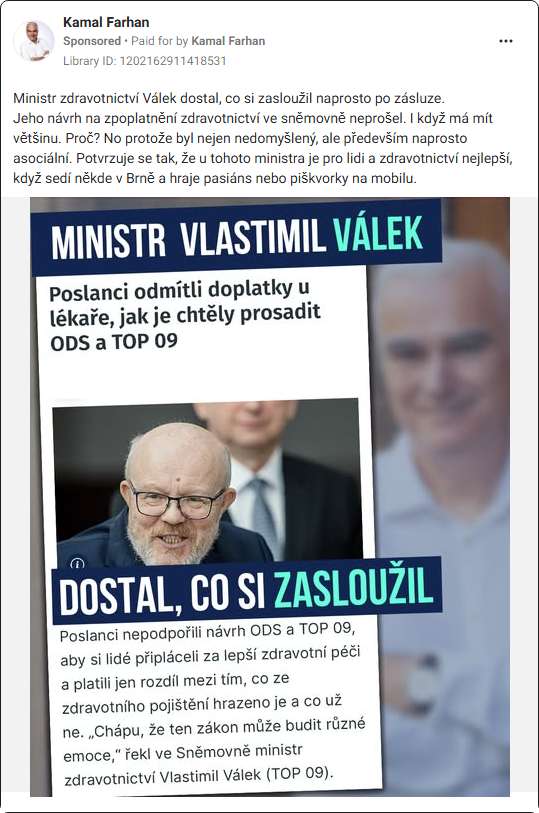 Kamal Farhan
Sponsored • Paid for by Kamal Farhan
Library ID: 1202162911418531
Ministr zdravotnictví Válek dostal, co si zasloužil naprosto po zásluze.
Jeho návrh na zpoplatnění zdravotnictví ve sněmovně neprošel. I když má mít
většinu. Proč? No protože byl nejen nedomyšlený, ale především naprosto
asociální. Potvrzuje se tak, že u tohoto ministra je pro lidi a zdravotnictví nejlepší,
když sedí někde v Brně a hraje pasiáns nebo piškvorky na mobilu.
MINISTR VLASTIMIL VÁLEK
Poslanci odmítli doplatky u
lékaře, jak je chtěly prosadit
ODS a TOP 09
DOSTAL, CO SI ZASLOUŽIL
Poslanci nepodpořili návrh ODS a TOP 09,
aby si lidé připláceli za lepší zdravotní péči
a platili jen rozdíl mezi tím, co ze
zdravotního pojištění hrazeno je a co už
ne. „Chápu, že ten zákon může budit různé
emoce,“ řekl ve Sněmovně ministr
zdravotnictví Vlastimil Válek (TOP 09).